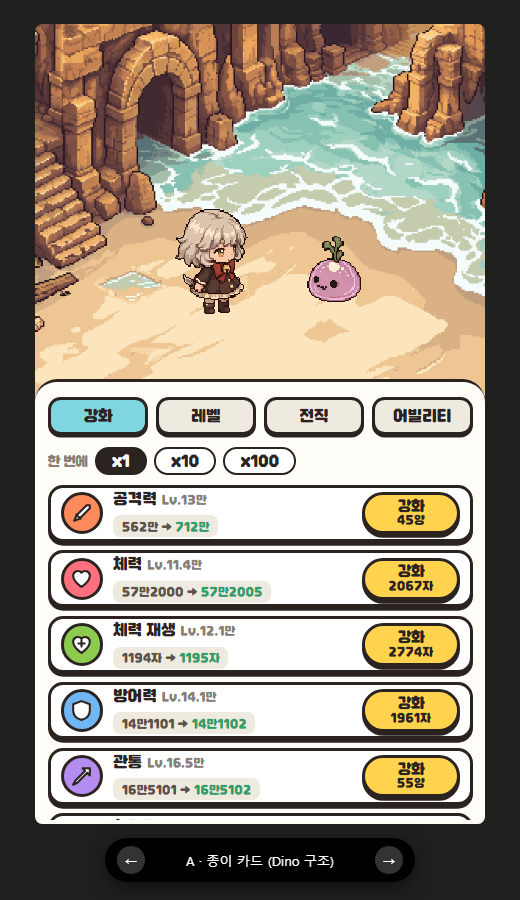 강화
레벨
전직
어빌리티
한 번에 x1 x10 x100
공격력 Lv.13만
562만 → 712만
강화
45양
체력 Lv.11.4만
57만2000 → 57만2005
강화
2067자
체력 재생 Lv.12.1만
1194자 → 1195자
강화
2774자
방어력 Lv.14.1만
14만1101 → 14만1102
강화
1961자
관통 Lv.16.5만
16만5101 → 16만5102
강화
55양
← A · 종이 카드 (Dino 구조) →